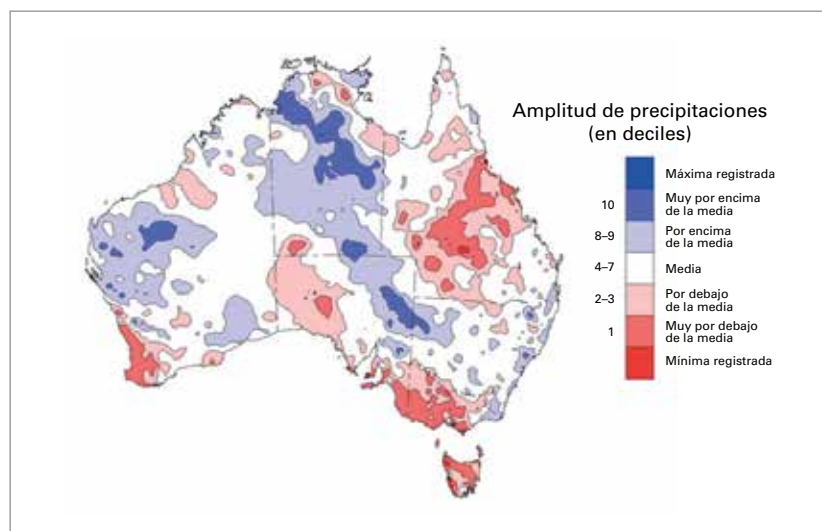 Amplitud de precipitaciones
(en deciles)
Máxima registrada
10
Muy por encima
de la media
8–9
Por encima
de la media
4–7
Media
2–3
Por debajo
de la media
1
Muy por debajo
de la media
Mínima registrada